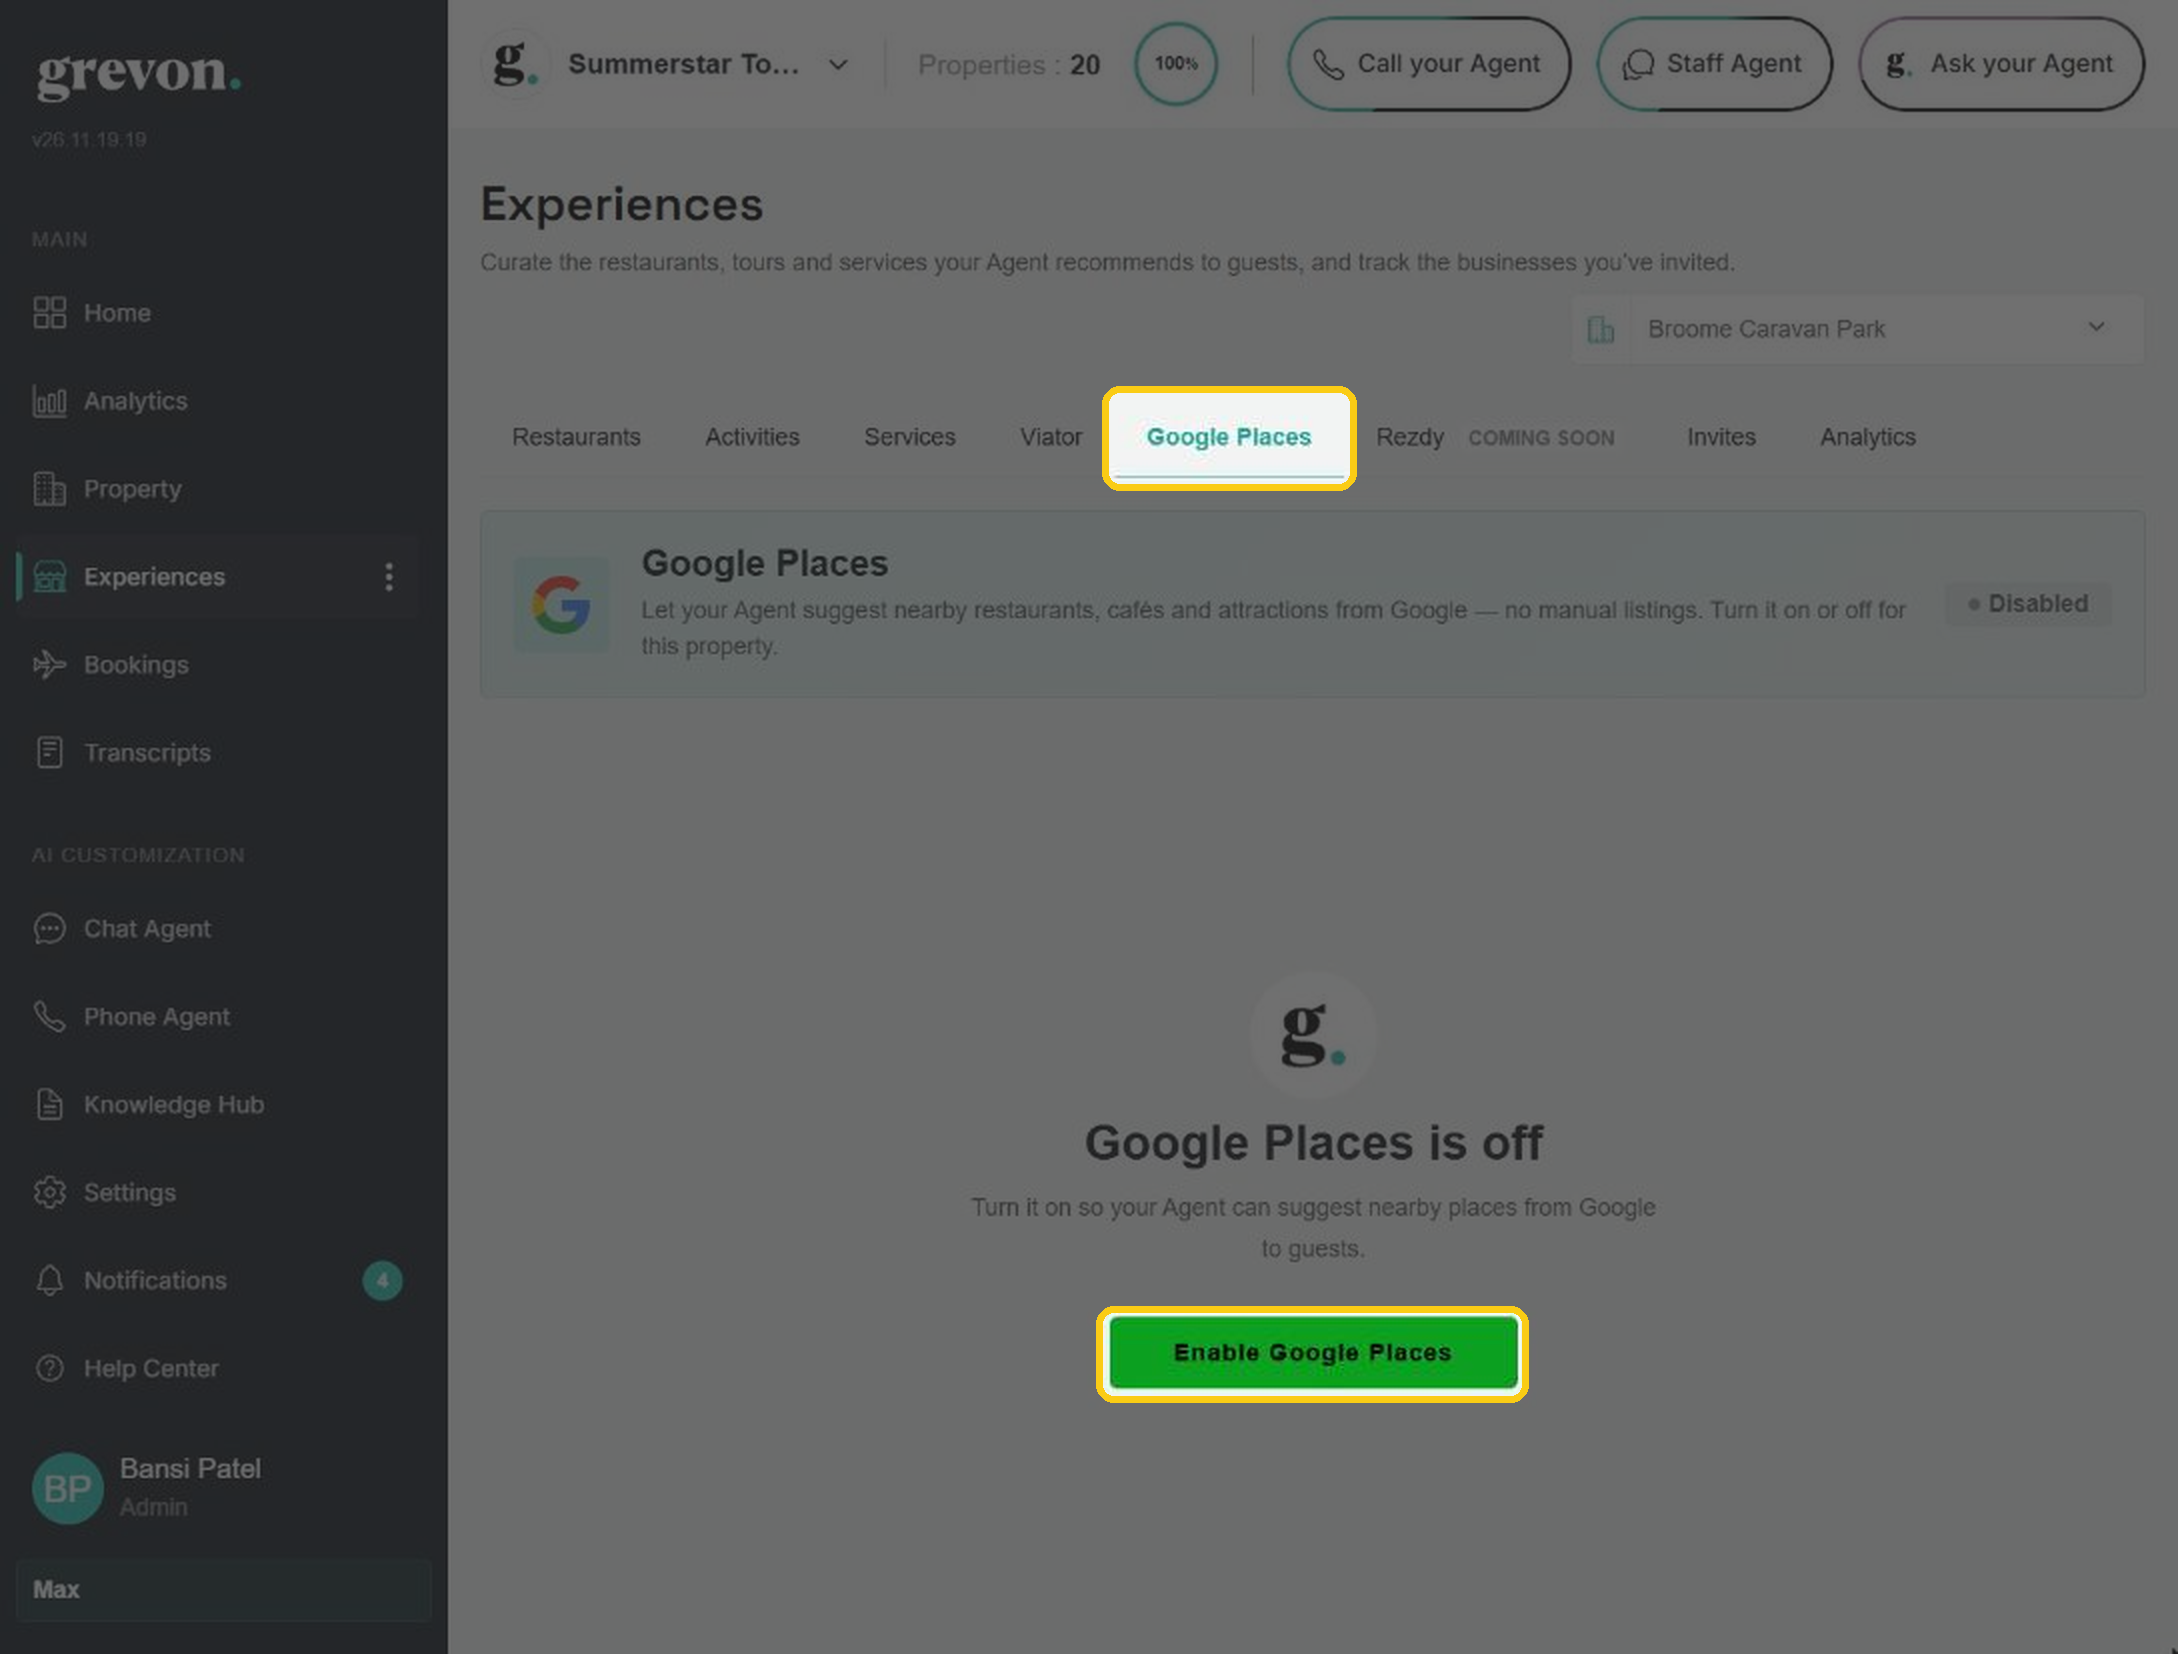 grevon.
v26.11.19.19
MAIN
Home
Analytics
Property
Experiences
Bookings
Transcripts
AI CUSTOMIZATION
Chat Agent
Phone Agent
Knowledge Hub
Settings
Notifications 4
Help Center
BP Bansi Patel
Admin
Max
g. Summerstar To... Properties : 20 100% Call your Agent Staff Agent g. Ask your Agent
Experiences
Curate the restaurants, tours and services your Agent recommends to guests, and track the businesses you've invited.
Broome Caravan Park
Restaurants Activities Services Viator Google Places Rezdy COMING SOON Invites Analytics
Google Places
Let your Agent suggest nearby restaurants, cafés and attractions from Google — no manual listings. Turn it on or off for
this property.
Disabled
g.
Google Places is off
Turn it on so your Agent can suggest nearby places from Google
to guests.
Enable Google Places